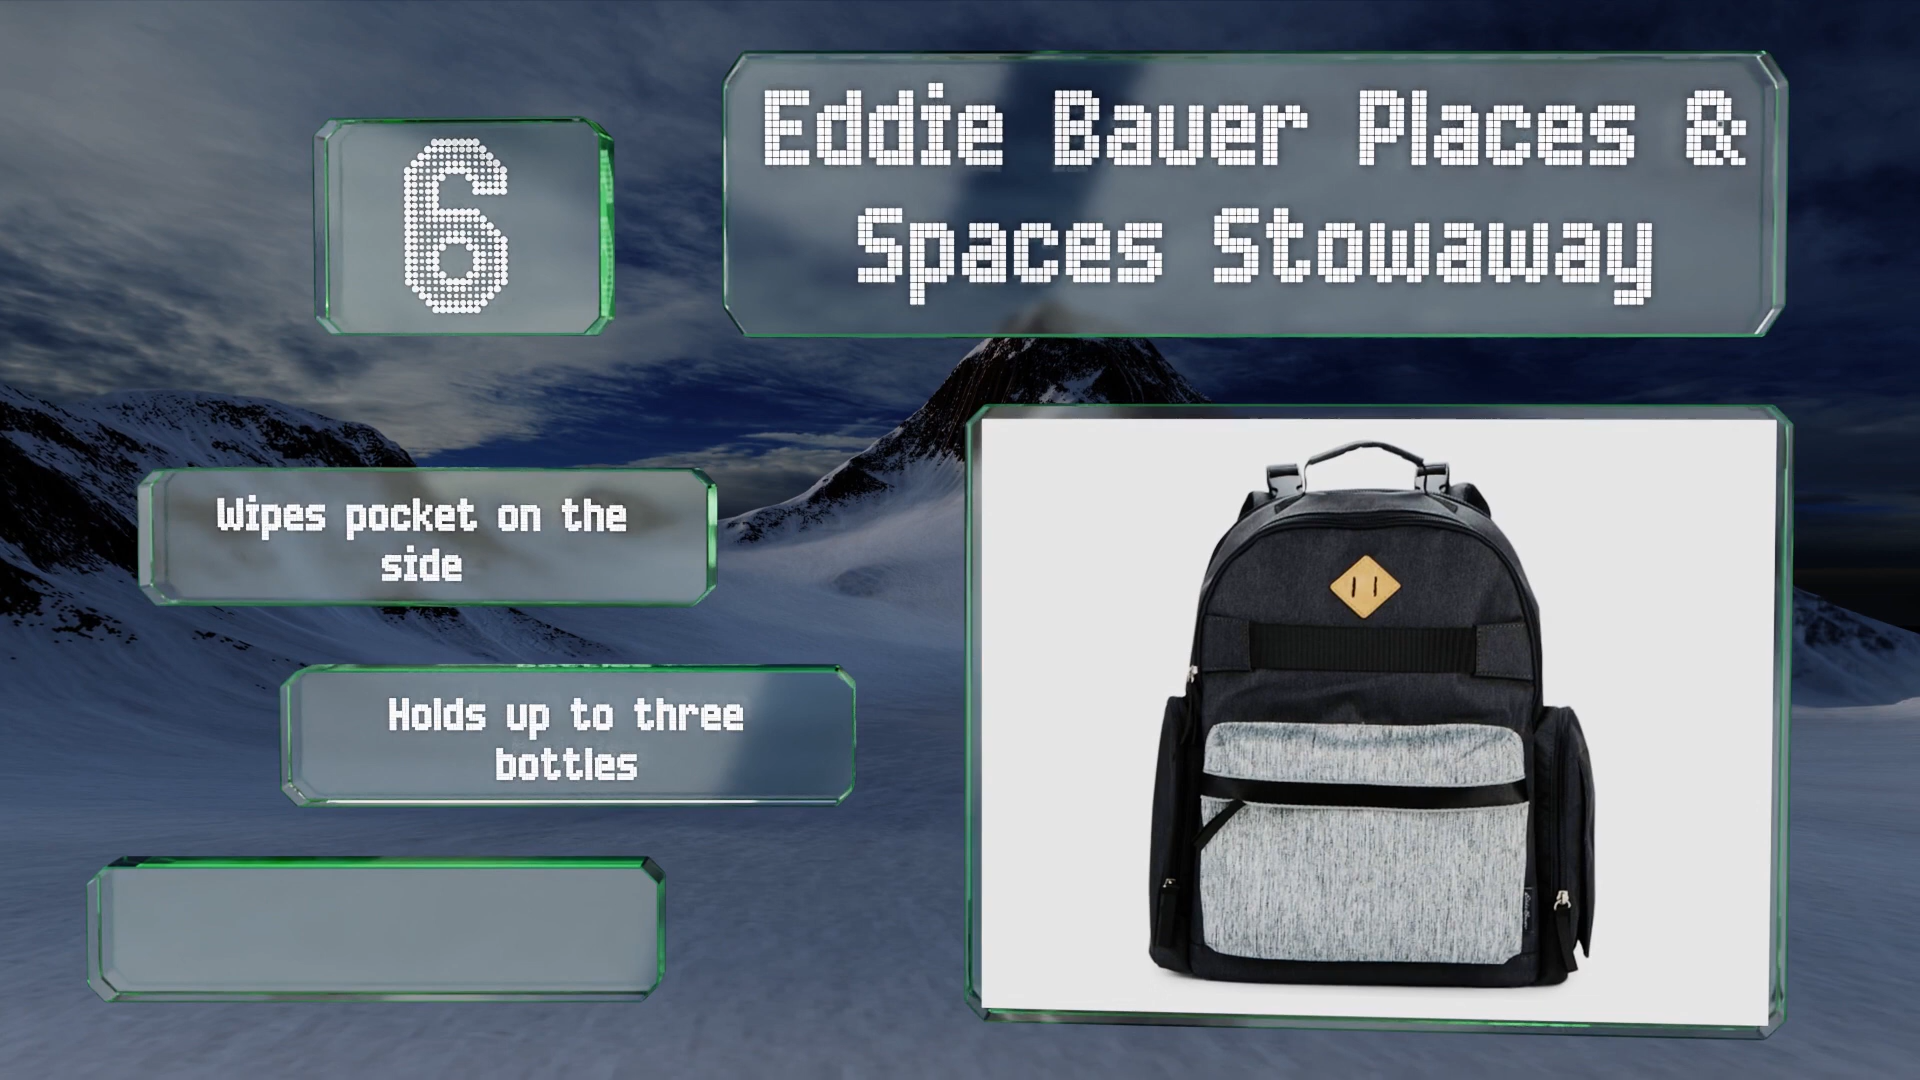 6
Eddie Bauer Places &
Spaces Stowaway
Wipes pocket on the
side
Holds up to three
bottles